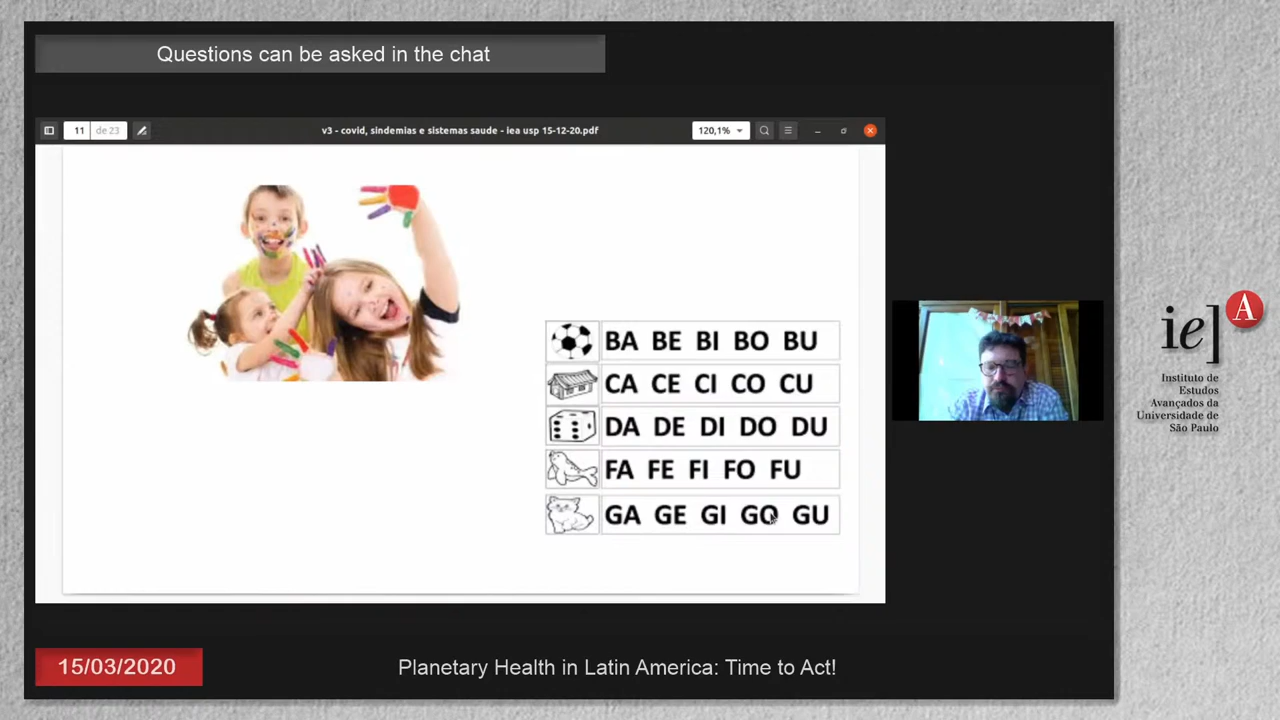 Questions can be asked in the chat
11 de 23
v3 - covid, sindemias e sistemas saude - iea usp 15-12-20.pdf
120,1%
BA BE BI BO BU
CA CE CI CO CU
DA DE DI DO DU
FA FE FI FO FU
GA GE GI GO GU
ie] A
Instituto de
Estudos
Avançados da
Universidade de
São Paulo
15/03/2020
Planetary Health in Latin America: Time to Act!